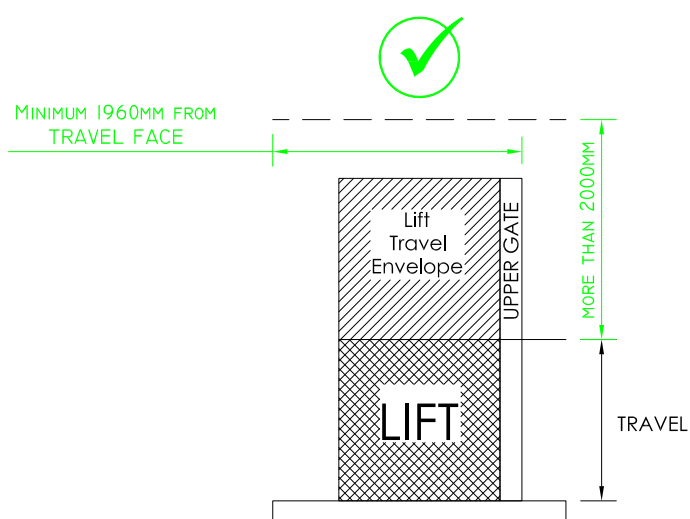 MINIMUM 1960MM FROM
TRAVEL FACE
Lift
Travel
Envelope
UPPER GATE
MORE THAN 2000MM
LIFT
TRAVEL